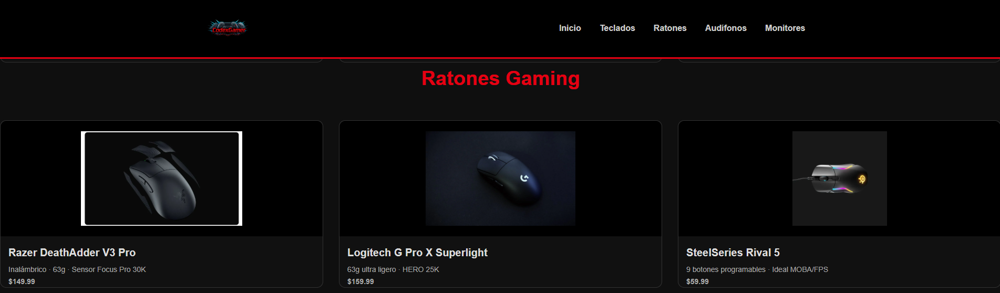 CodexGamer
Inicio
Teclados
Ratones
Audífonos
Monitores
Ratones Gaming
Razer DeathAdder V3 Pro
Inalámbrico · 63g · Sensor Focus Pro 30K
$149.99
Logitech G Pro X Superlight
63g ultra ligero · HERO 25K
$159.99
SteelSeries Rival 5
9 botones programables · Ideal MOBA/FPS
$59.99